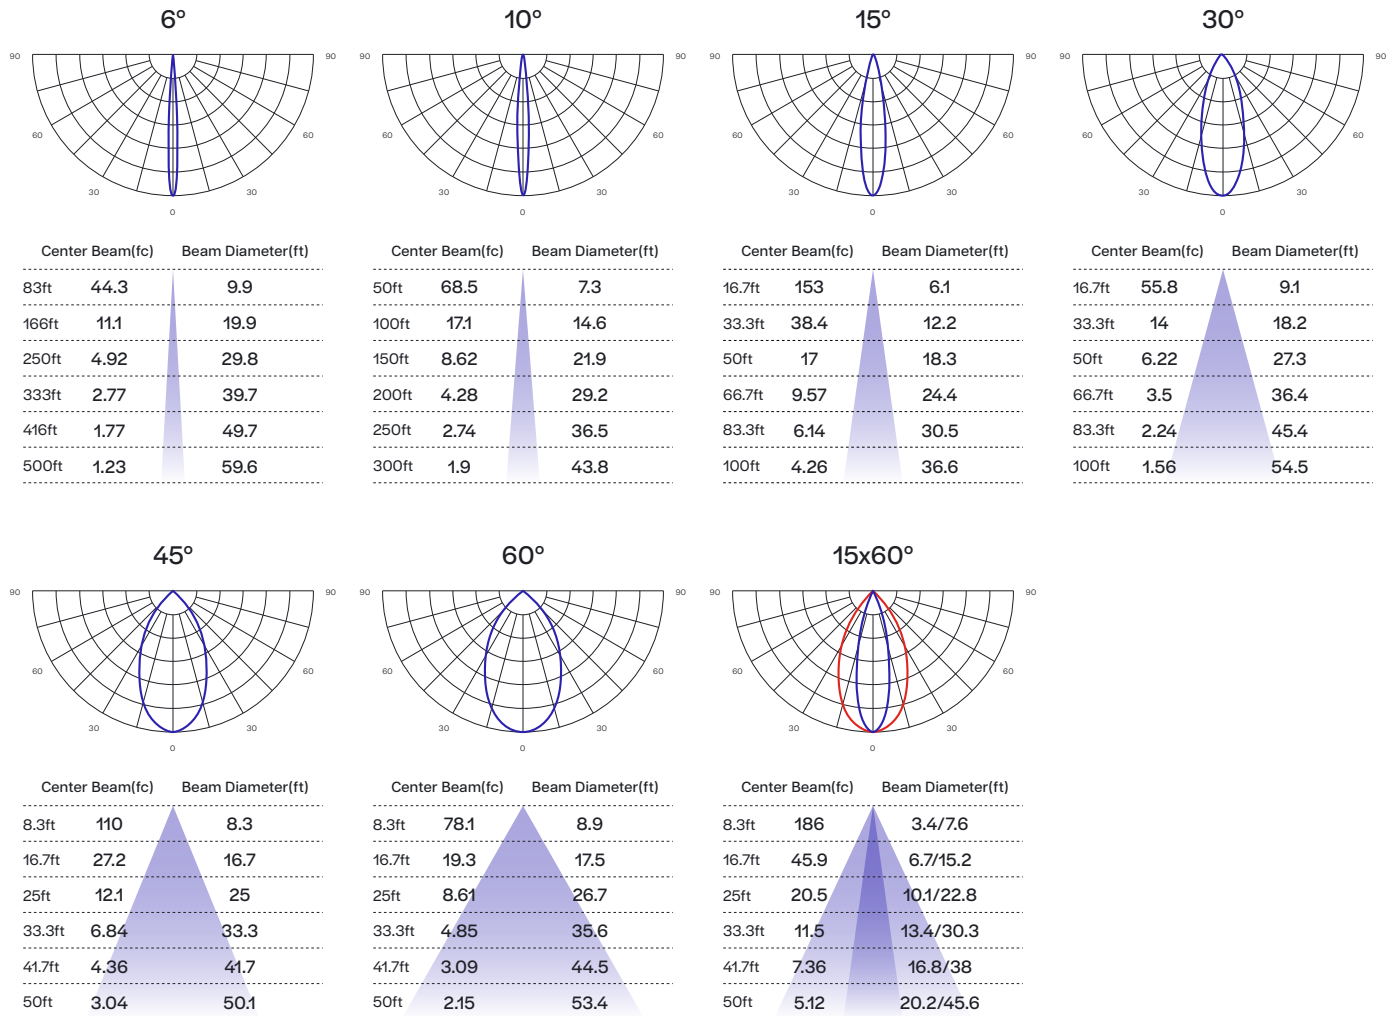 6º 10º 15º 30º
90 90 90 90 90 90 90 90
60 60 60 60 60 60 60 60
30 30 30 30 30 30 30 30
0 0 0 0
Center Beam(fc) Beam Diameter(ft) Center Beam(fc) Beam Diameter(ft) Center Beam(fc) Beam Diameter(ft) Center Beam(fc) Beam Diameter(ft)
83ft 44.3 9.9 50ft 68.5 7.3 16.7ft 153 6.1 16.7ft 55.8 9.1
166ft 11.1 19.9 100ft 17.1 14.6 33.3ft 38.4 12.2 33.3ft 14 18.2
250ft 4.92 29.8 150ft 8.62 21.9 50ft 17 18.3 50ft 6.22 27.3
333ft 2.77 39.7 200ft 4.28 29.2 66.7ft 9.57 24.4 66.7ft 3.5 36.4
416ft 1.77 49.7 250ft 2.74 36.5 83.3ft 6.14 30.5 83.3ft 2.24 45.4
500ft 1.23 59.6 300ft 1.9 43.8 100ft 4.26 36.6 100ft 1.56 54.5
45º 60º 15x60º
90 90 90 90 90 90
60 60 60 60 60 60
30 30 30 30 30 30
0 0 0
Center Beam(fc) Beam Diameter(ft) Center Beam(fc) Beam Diameter(ft) Center Beam(fc) Beam Diameter(ft)
8.3ft 110 8.3 8.3ft 78.1 8.9 8.3ft 186 3.4/7.6
16.7ft 27.2 16.7 16.7ft 19.3 17.5 16.7ft 45.9 6.7/15.2
25ft 12.1 25 25ft 8.61 26.7 25ft 20.5 10.1/22.8
33.3ft 6.84 33.3 33.3ft 4.85 35.6 33.3ft 11.5 13.4/30.3
41.7ft 4.36 41.7 41.7ft 3.09 44.5 41.7ft 7.36 16.8/38
50ft 3.04 50.1 50ft 2.15 53.4 50ft 5.12 20.2/45.6